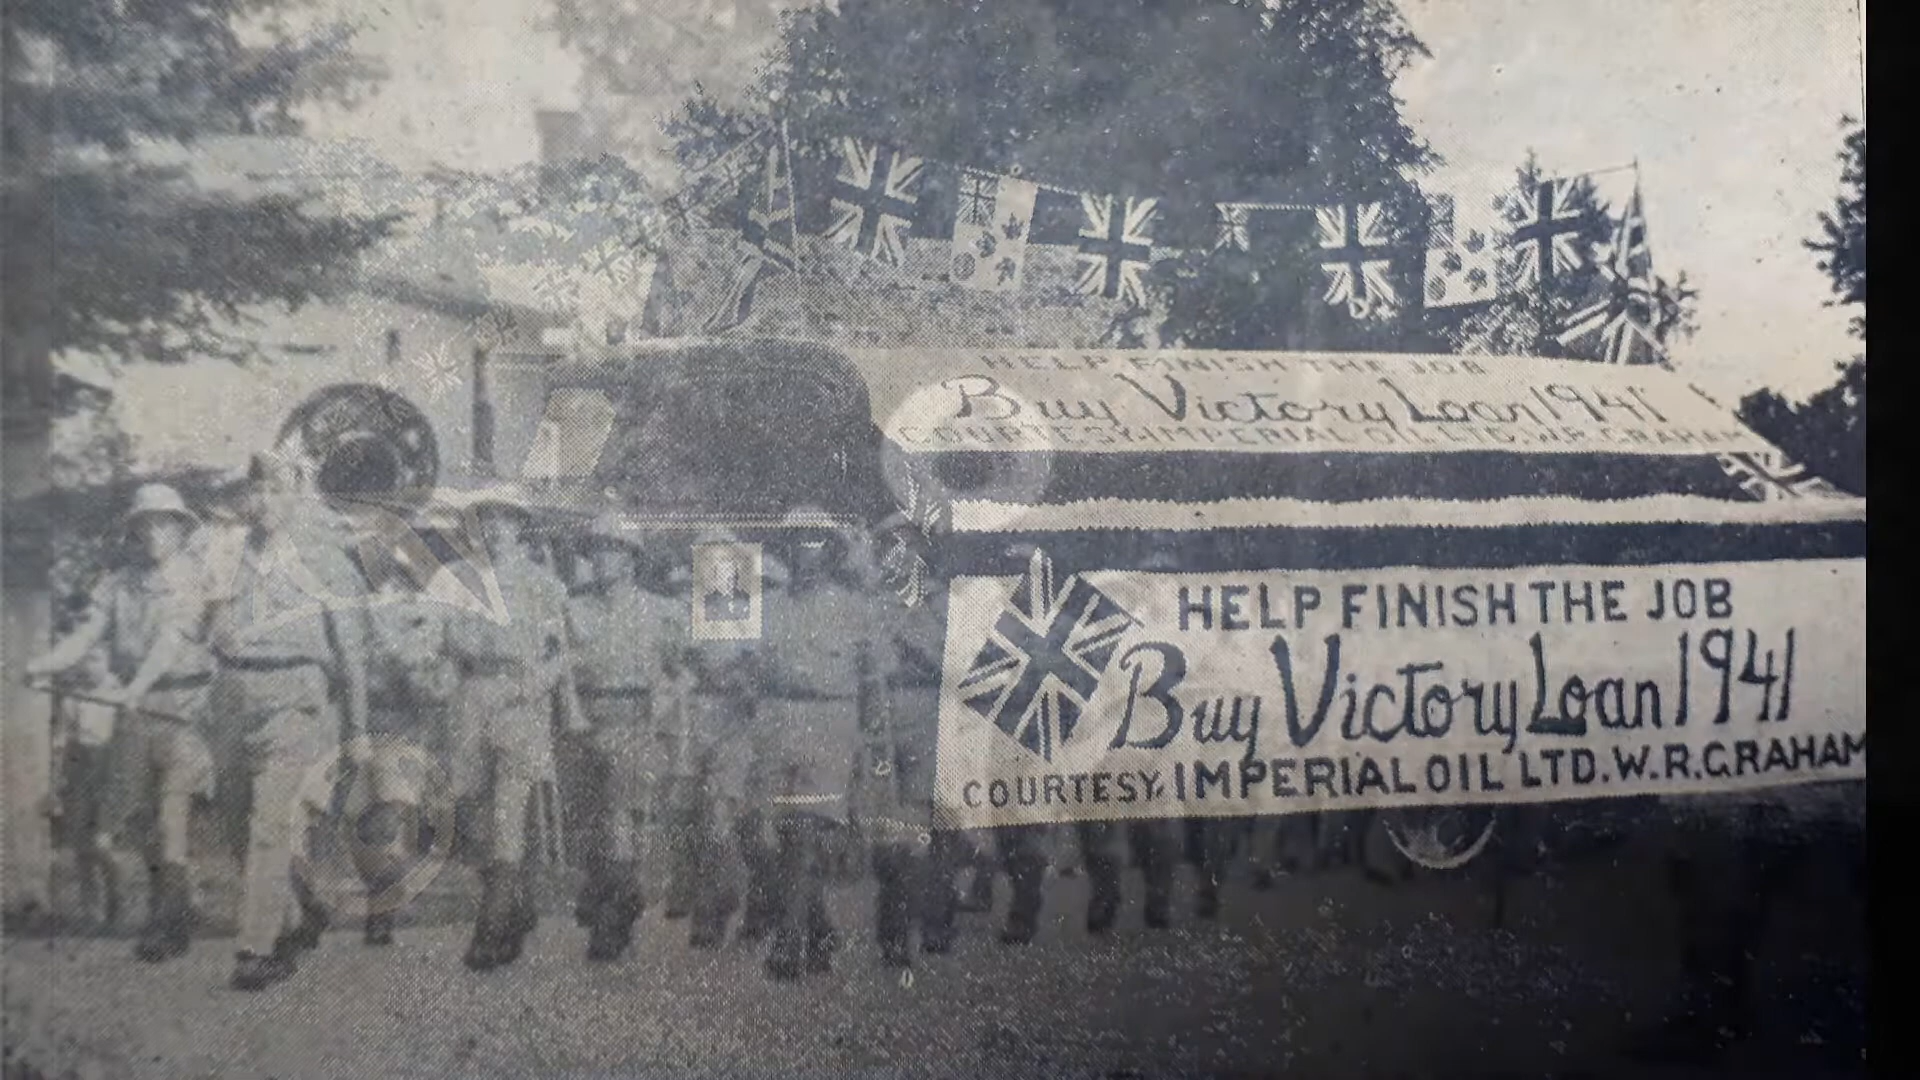 HELP FINISH THE JOB
Buy Victory Loan 1941
COURTESY. IMPERIAL OIL LTD. W.R. GRAHAM
HELP FINISH THE JOB
Buy Victory Loan 1941
COURTESY. IMPERIAL OIL LTD. W.R. GRAHAM